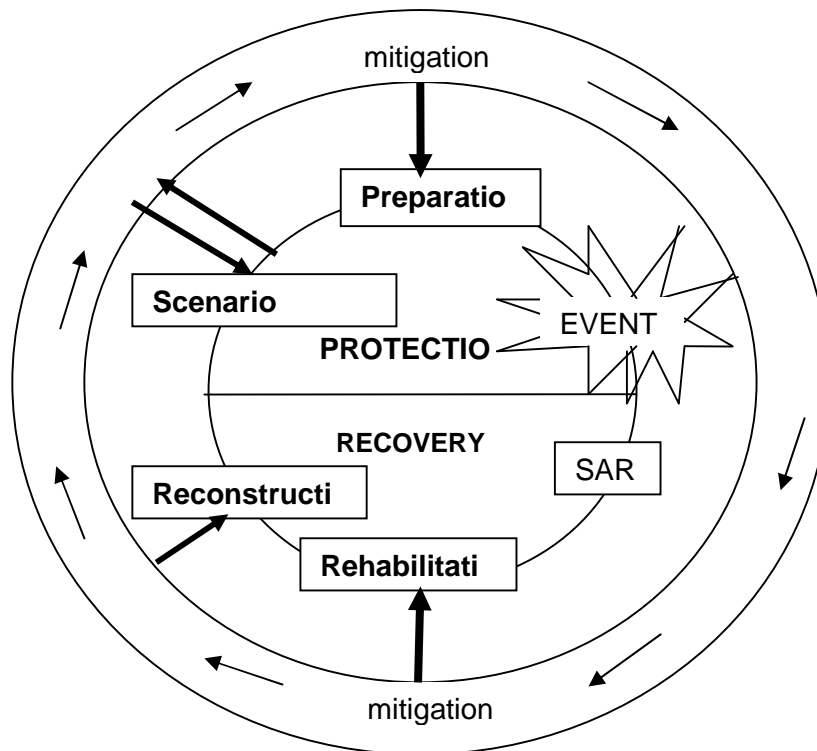 mitigation
Preparatio
Scenario
EVENT
PROTECTIO
RECOVERY
SAR
Reconstructi
Rehabilitati
mitigation